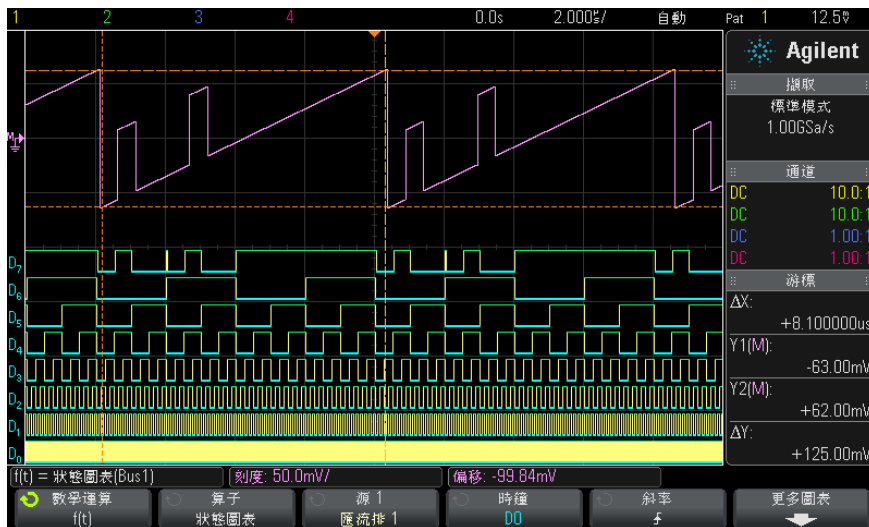 1 2 3 4 0.0s 2.000㎲/ 自動 Pat 1 12.5⩒
Agilent
擷取
標準模式
1.00GSa/s
通道
DC 10.0:1
DC 10.0:1
DC 1.00:1
DC 1.00:1
游標
ΔX:
+8.100000us
Y1(M):
-63.00mV
Y2(M):
+62.00mV
ΔY:
+125.00mV
M
D7
D6
D5
D4
D3
D2
D1
D0
f(t) = 狀態圖表(Bus1) 刻度: 50.0mV/ 偏移: -99.84mV
數學運算 算子 源 1 時鐘 斜率 更多圖表
f(t) 狀態圖表 匯流排 1 D0